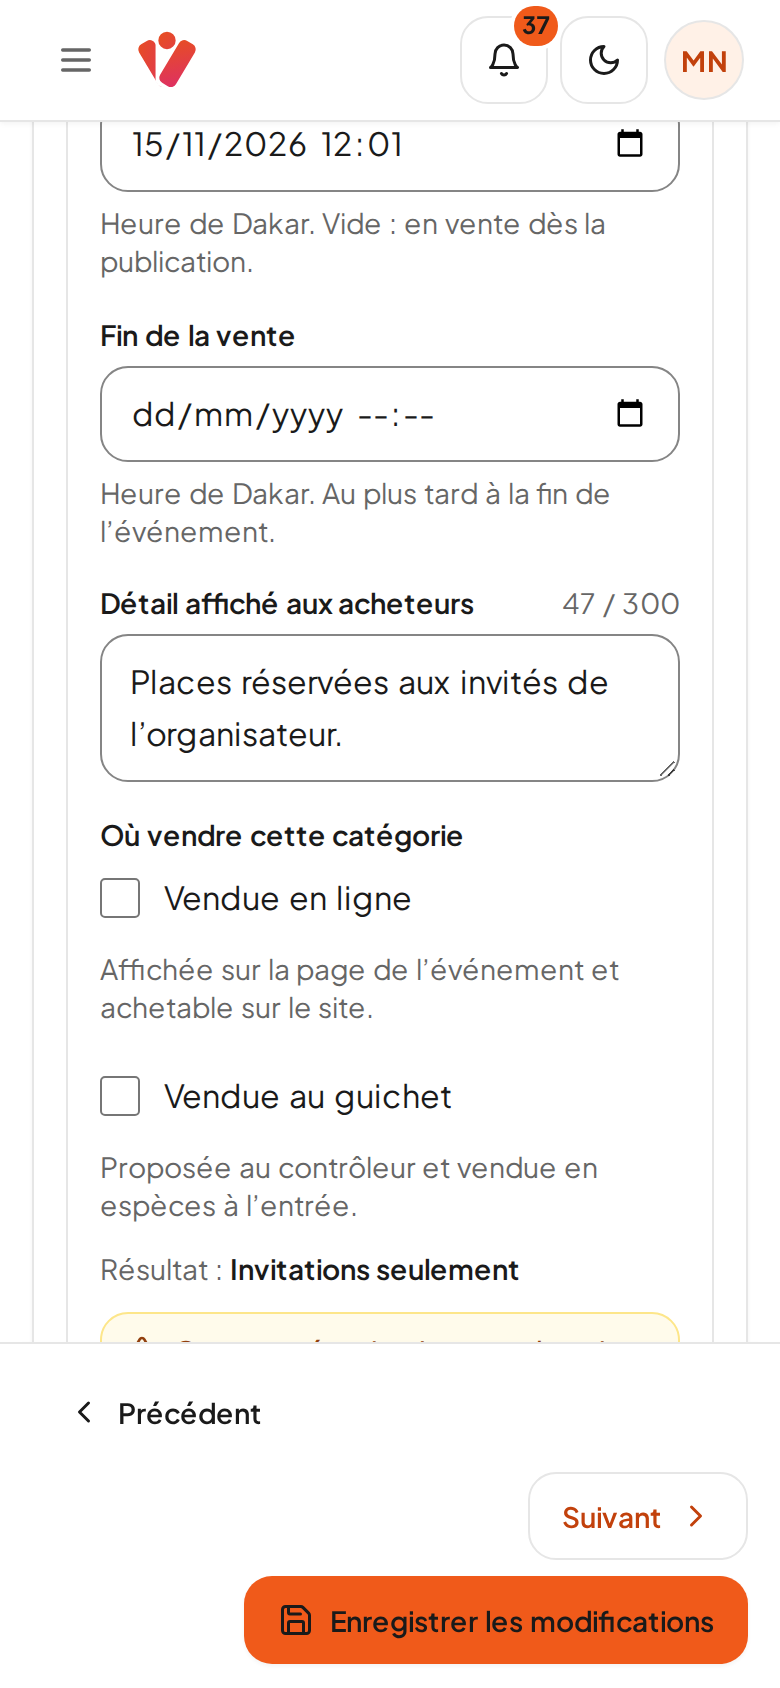 37
MN
15/11/2026 12:01
Heure de Dakar. Vide : en vente dès la
publication.
Fin de la vente
dd/mm/yyyy --:--
Heure de Dakar. Au plus tard à la fin de
l’événement.
Détail affiché aux acheteurs 47 / 300
Places réservées aux invités de
l’organisateur.
Où vendre cette catégorie
Vendue en ligne
Affichée sur la page de l’événement et
achetable sur le site.
Vendue au guichet
Proposée au contrôleur et vendue en
espèces à l’entrée.
Résultat : Invitations seulement
Précédent
Suivant
Enregistrer les modifications